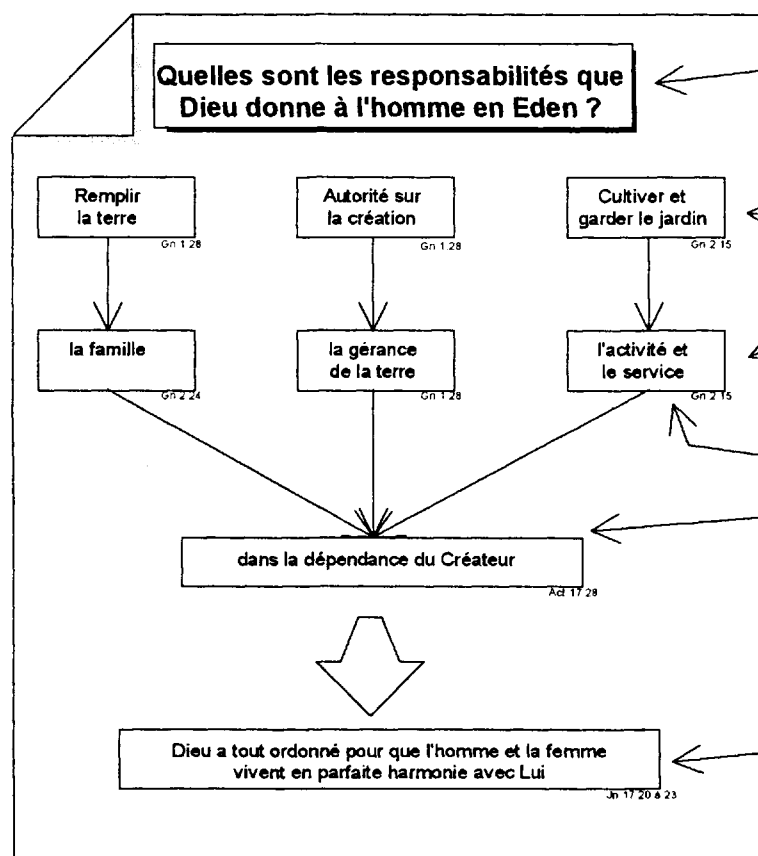 Quelles sont les responsabilités que
Dieu donne à l'homme en Eden ?
Remplir
la terre
Gn 1.28
Autorité sur
la création
Gn 1.28
Cultiver et
garder le jardin
Gn 2.15
la famille
Gn 2.24
la gérance
de la terre
Gn 1.28
l'activité et
le service
Gn 2.15
dans la dépendance du Créateur
Act 17.28
Dieu a tout ordonné pour que l'homme et la femme
vivent en parfaite harmonie avec Lui
Jn 17.20 à 23